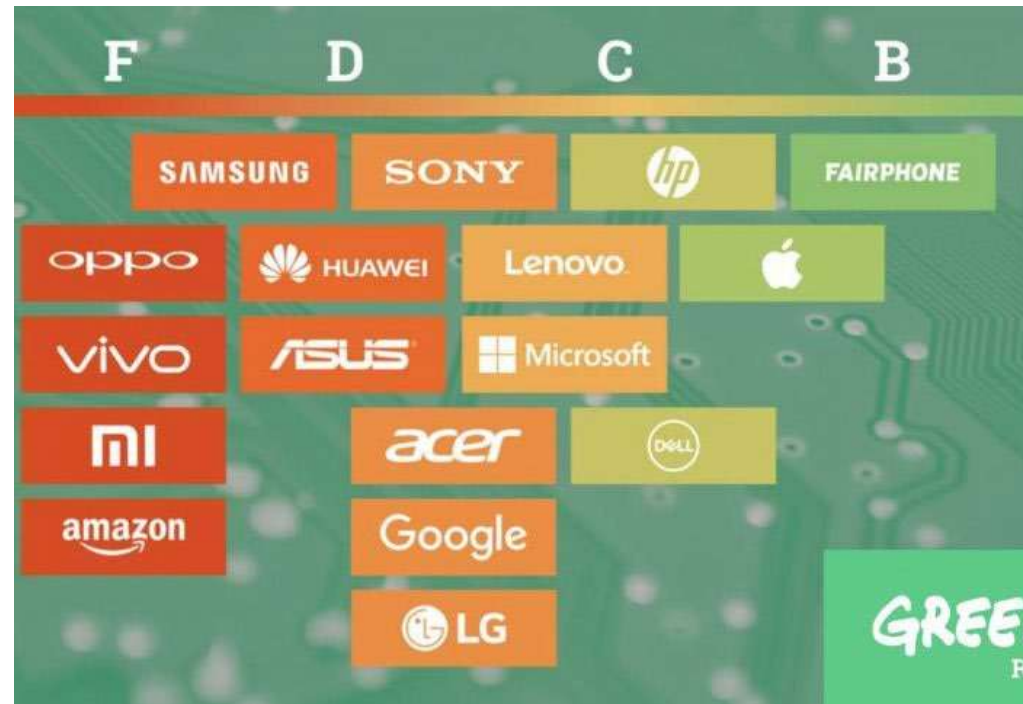 F D C B
SAMSUNG SONY hp FAIRPHONE
oppo HUAWEI Lenovo
vivo ASUS Microsoft
mi acer DELL
amazon Google
LG
GREE